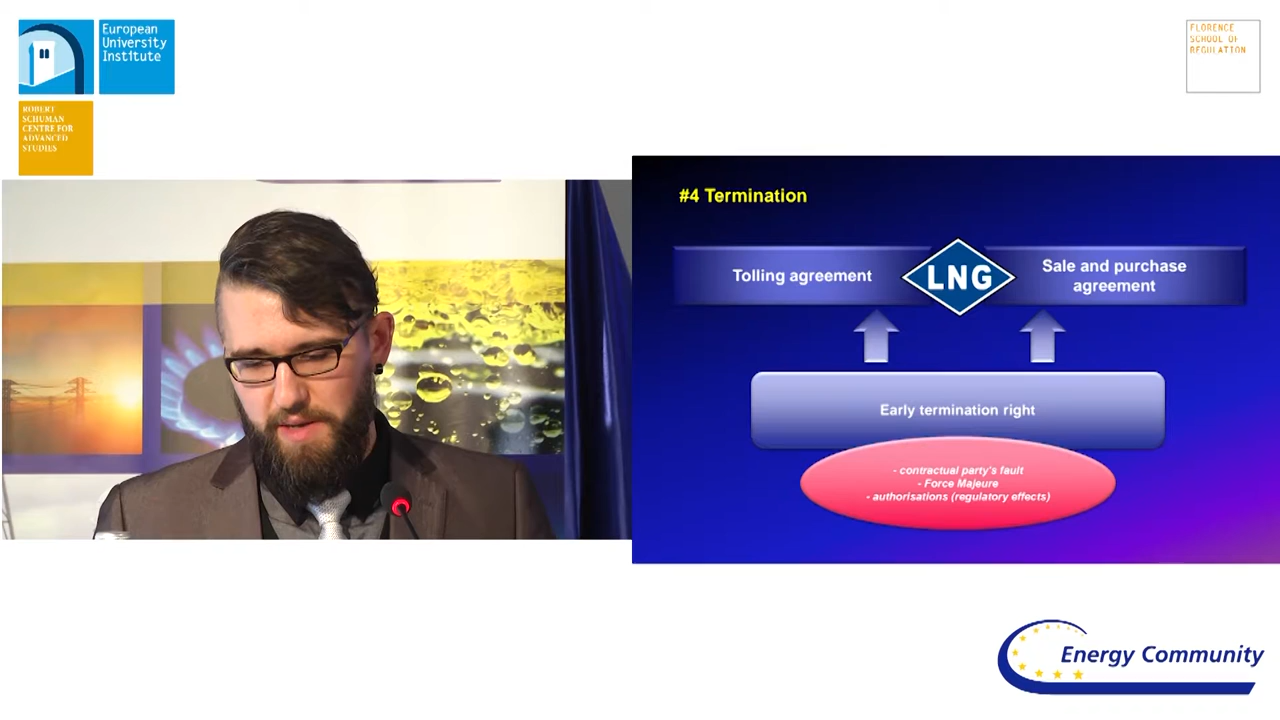 European
University
Institute
ROBERT
SCHUMAN
CENTRE FOR
ADVANCED
STUDIES
FLORENCE
SCHOOL OF
REGULATION
#4 Termination
Tolling agreement
LNG
Sale and purchase
agreement
Early termination right
- contractual party's fault
- Force Majeure
- authorisations (regulatory effects)
Energy Community